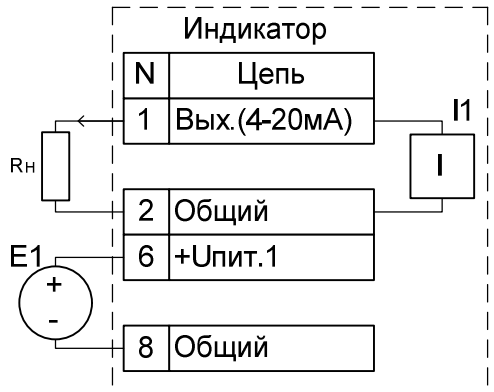 Индикатор
N Цепь
1 Вых.(4-20мА)
I1
I
Rн
2 Общий
E1
6 +Uпит.1
+
-
8 Общий